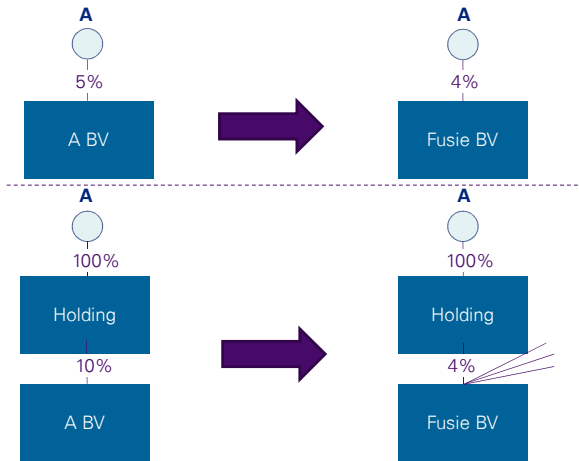 A
A
5%
4%
A BV
Fusie BV
A
A
100%
100%
Holding
Holding
10%
4%
A BV
Fusie BV